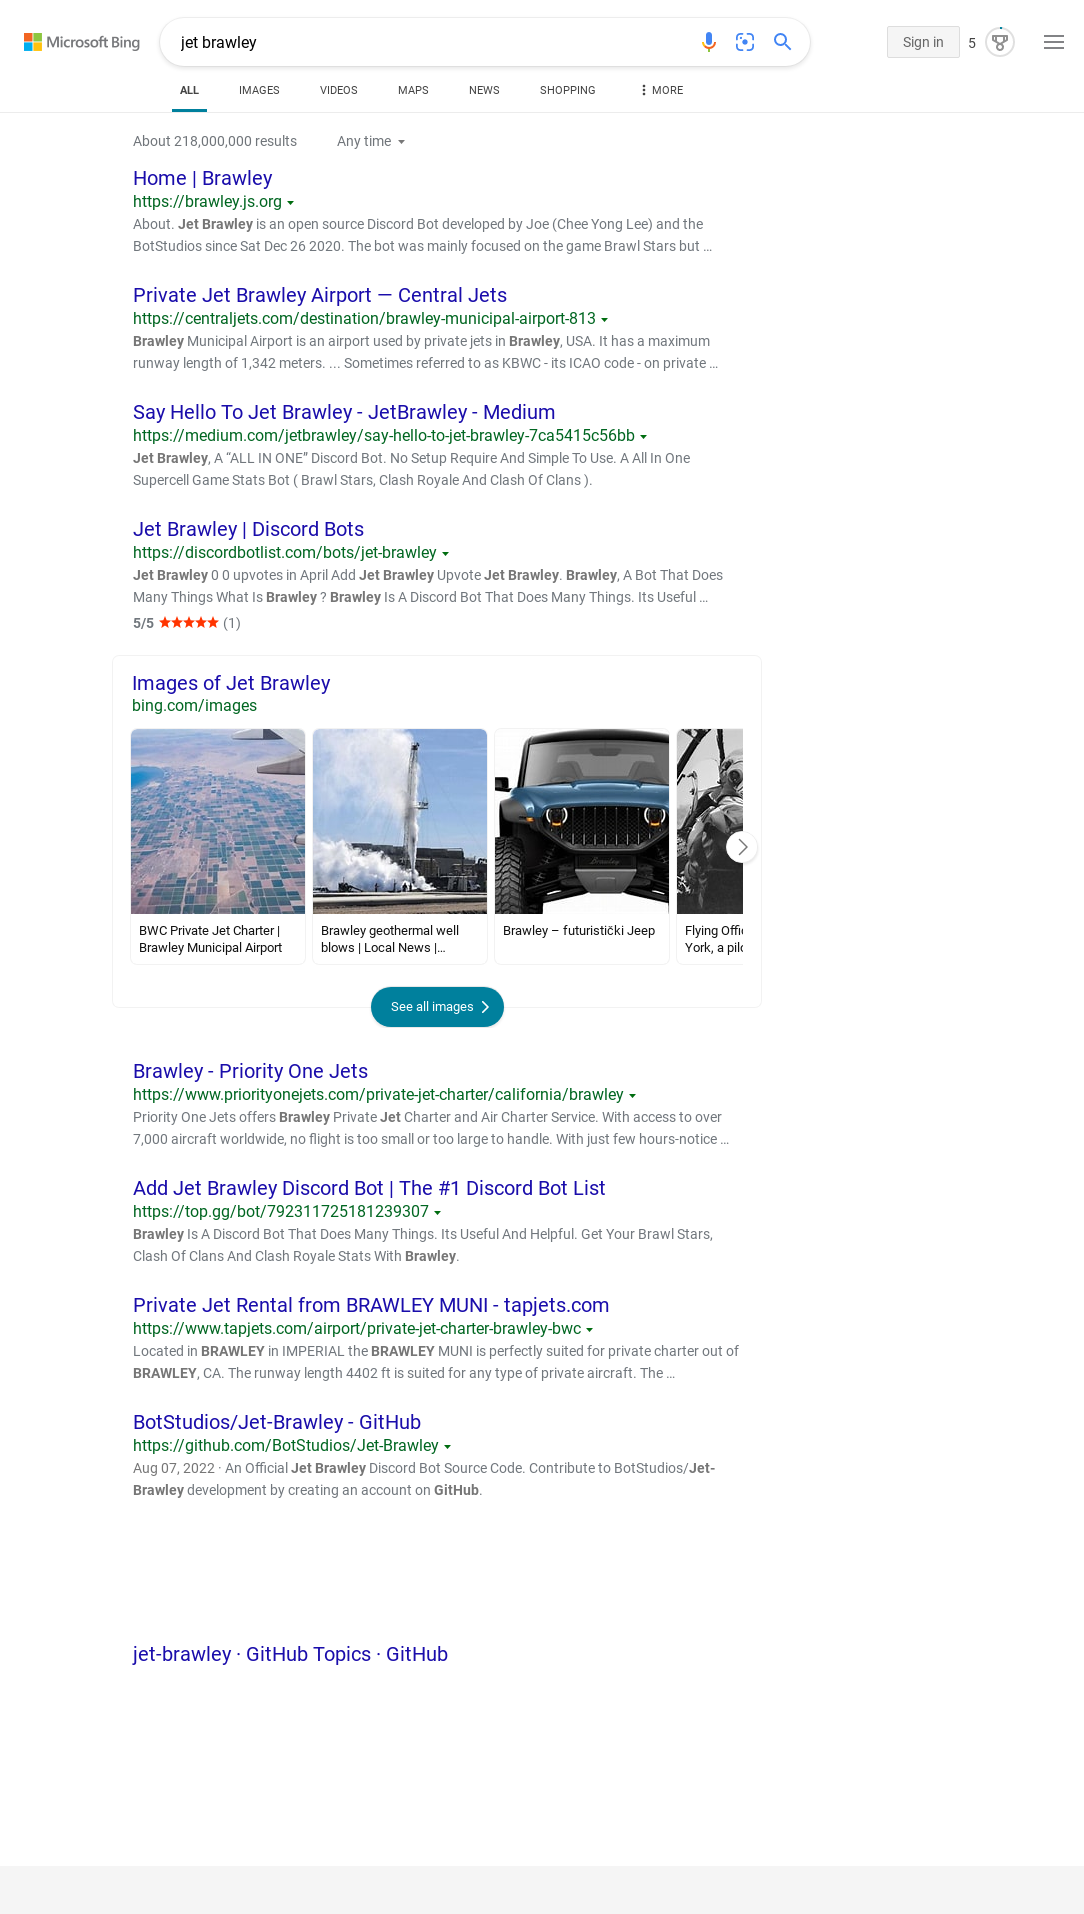 Microsoft Bing
jet brawley
Sign in
5
ALL
IMAGES
VIDEOS
MAPS
NEWS
SHOPPING
MORE
About 218,000,000 results
Any time
Home | Brawley
https://brawley.js.org
About. Jet Brawley is an open source Discord Bot developed by Joe (Chee Yong Lee) and the
BotStudios since Sat Dec 26 2020. The bot was mainly focused on the game Brawl Stars but …
Private Jet Brawley Airport — Central Jets
https://centraljets.com/destination/brawley-municipal-airport-813
Brawley Municipal Airport is an airport used by private jets in Brawley, USA. It has a maximum
runway length of 1,342 meters. ... Sometimes referred to as KBWC - its ICAO code - on private …
Say Hello To Jet Brawley - JetBrawley - Medium
https://medium.com/jetbrawley/say-hello-to-jet-brawley-7ca5415c56bb
Jet Brawley, A “ALL IN ONE” Discord Bot. No Setup Require And Simple To Use. A All In One
Supercell Game Stats Bot ( Brawl Stars, Clash Royale And Clash Of Clans ).
Jet Brawley | Discord Bots
https://discordbotlist.com/bots/jet-brawley
Jet Brawley 0 0 upvotes in April Add Jet Brawley Upvote Jet Brawley. Brawley, A Bot That Does
Many Things What Is Brawley ? Brawley Is A Discord Bot That Does Many Things. Its Useful …
5/5 ★★★★★ (1)
Images of Jet Brawley
bing.com/images
Brawley
BWC Private Jet Charter |
Brawley Municipal Airport
Brawley geothermal well
blows | Local News |…
Brawley – futuristički Jeep
Flying Offic
York, a pilo
See all images
Brawley - Priority One Jets
https://www.priorityonejets.com/private-jet-charter/california/brawley
Priority One Jets offers Brawley Private Jet Charter and Air Charter Service. With access to over
7,000 aircraft worldwide, no flight is too small or too large to handle. With just few hours-notice …
Add Jet Brawley Discord Bot | The #1 Discord Bot List
https://top.gg/bot/792311725181239307
Brawley Is A Discord Bot That Does Many Things. Its Useful And Helpful. Get Your Brawl Stars,
Clash Of Clans And Clash Royale Stats With Brawley.
Private Jet Rental from BRAWLEY MUNI - tapjets.com
https://www.tapjets.com/airport/private-jet-charter-brawley-bwc
Located in BRAWLEY in IMPERIAL the BRAWLEY MUNI is perfectly suited for private charter out of
BRAWLEY, CA. The runway length 4402 ft is suited for any type of private aircraft. The …
BotStudios/Jet-Brawley - GitHub
https://github.com/BotStudios/Jet-Brawley
Aug 07, 2022 · An Official Jet Brawley Discord Bot Source Code. Contribute to BotStudios/Jet-
Brawley development by creating an account on GitHub.
jet-brawley · GitHub Topics · GitHub